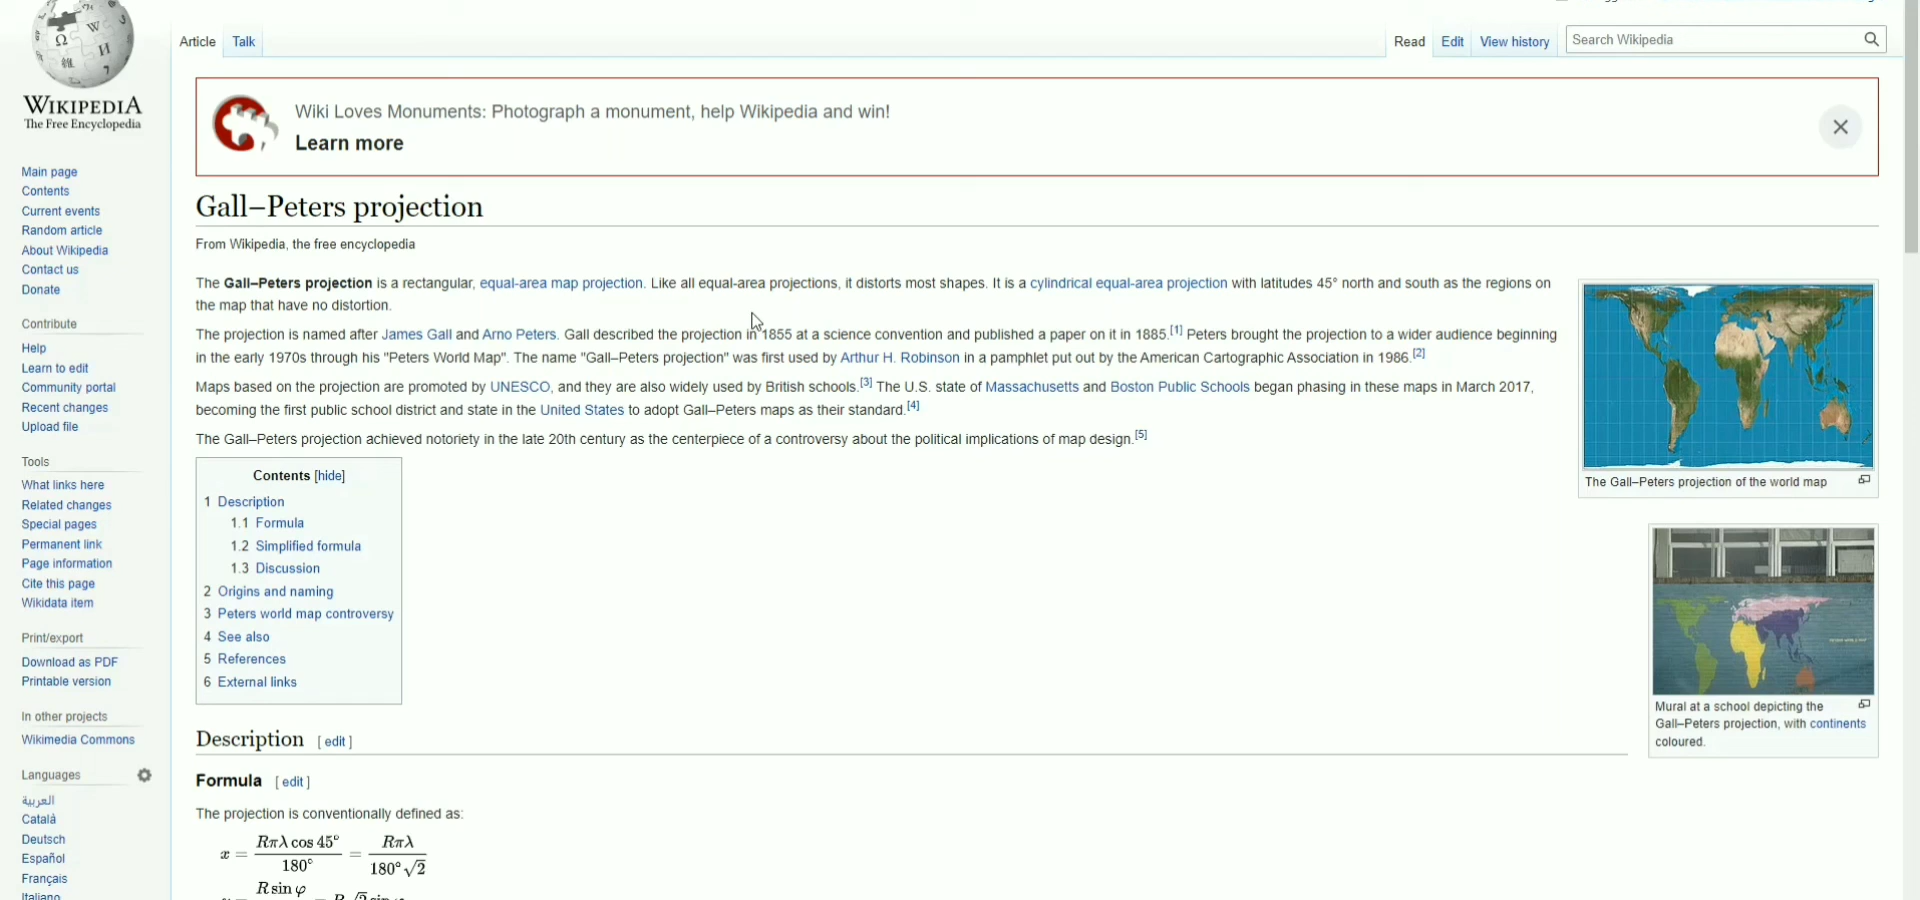 Article Talk Read Edit View history Search Wikipedia
WIKIPEDIA
The Free Encyclopedia
Main page
Contents
Current events
Random article
About Wikipedia
Contact us
Donate
Contribute
Help
Learn to edit
Community portal
Recent changes
Upload file
Tools
What links here
Related changes
Special pages
Permanent link
Page information
Cite this page
Wikidata item
Print/export
Download as PDF
Printable version
In other projects
Wikimedia Commons
Languages
العربية
Català
Deutsch
Español
Français
Italiano
Wiki Loves Monuments: Photograph a monument, help Wikipedia and win!
Learn more
Gall–Peters projection
From Wikipedia, the free encyclopedia
The Gall–Peters projection is a rectangular, equal-area map projection. Like all equal-area projections, it distorts most shapes. It is a cylindrical equal-area projection with latitudes 45° north and south as the regions on
the map that have no distortion.
The projection is named after James Gall and Arno Peters. Gall described the projection in 1855 at a science convention and published a paper on it in 1885.[1] Peters brought the projection to a wider audience beginning
in the early 1970s through his "Peters World Map". The name "Gall–Peters projection" was first used by Arthur H. Robinson in a pamphlet put out by the American Cartographic Association in 1986.[2]
Maps based on the projection are promoted by UNESCO, and they are also widely used by British schools.[3] The U.S. state of Massachusetts and Boston Public Schools began phasing in these maps in March 2017,
becoming the first public school district and state in the United States to adopt Gall–Peters maps as their standard.[4]
The Gall–Peters projection achieved notoriety in the late 20th century as the centerpiece of a controversy about the political implications of map design.[5]
Contents [hide]
1 Description
1.1 Formula
1.2 Simplified formula
1.3 Discussion
2 Origins and naming
3 Peters world map controversy
4 See also
5 References
6 External links
The Gall–Peters projection of the world map
Mural at a school depicting the
Gall–Peters projection, with continents
coloured.
Description [ edit ]
Formula [ edit ]
The projection is conventionally defined as:
x = Rπλ cos 45° / 180° = Rπλ / 180°√2
R sin φ